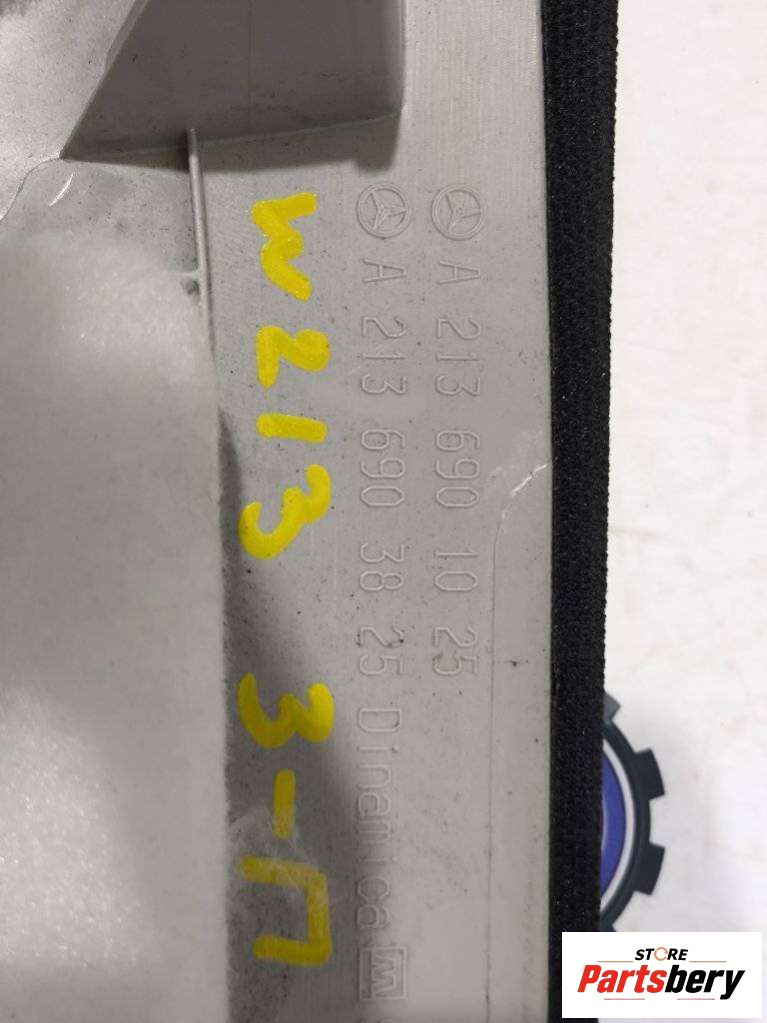 A 213 690 10 25
A 213 690 38 25 Dinamica
W213 3-П
STORE
Partsbery